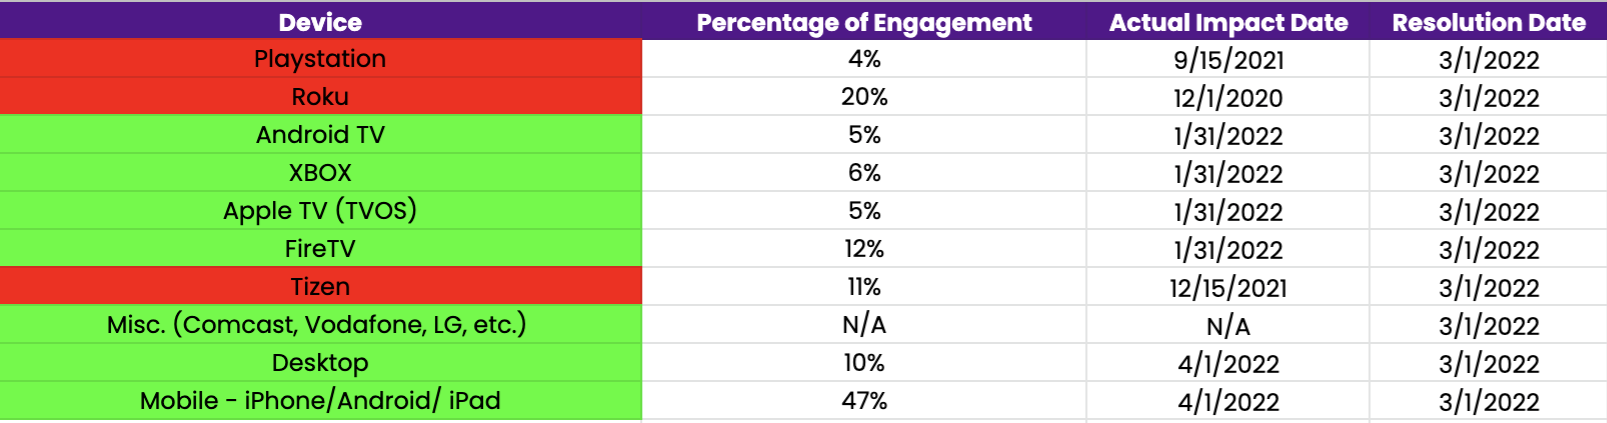 Device Percentage of Engagement Actual Impact Date Resolution Date
Playstation 4% 9/15/2021 3/1/2022
Roku 20% 12/1/2020 3/1/2022
Android TV 5% 1/31/2022 3/1/2022
XBOX 6% 1/31/2022 3/1/2022
Apple TV (TVOS) 5% 1/31/2022 3/1/2022
FireTV 12% 1/31/2022 3/1/2022
Tizen 11% 12/15/2021 3/1/2022
Misc. (Comcast, Vodafone, LG, etc.) N/A N/A 3/1/2022
Desktop 10% 4/1/2022 3/1/2022
Mobile - iPhone/Android/ iPad 47% 4/1/2022 3/1/2022